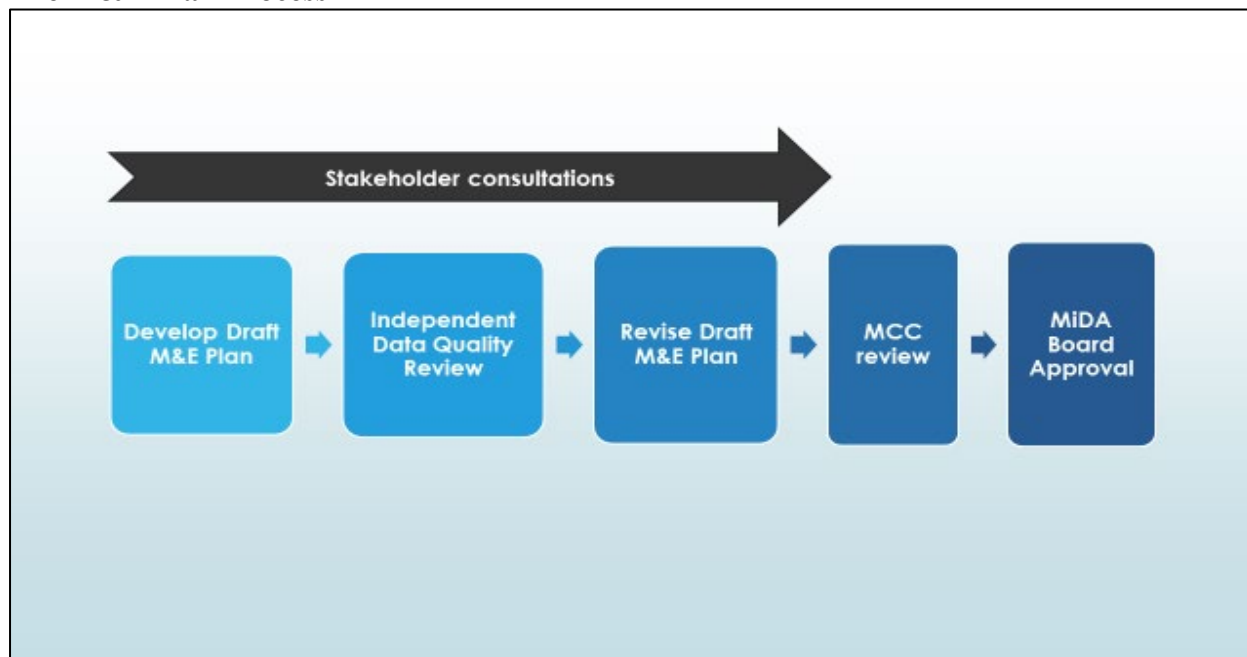 Stakeholder consultations
Develop Draft
M&E Plan
Independent
Data Quality
Review
Revise Draft
M&E Plan
MCC
review
MiDA
Board
Approval